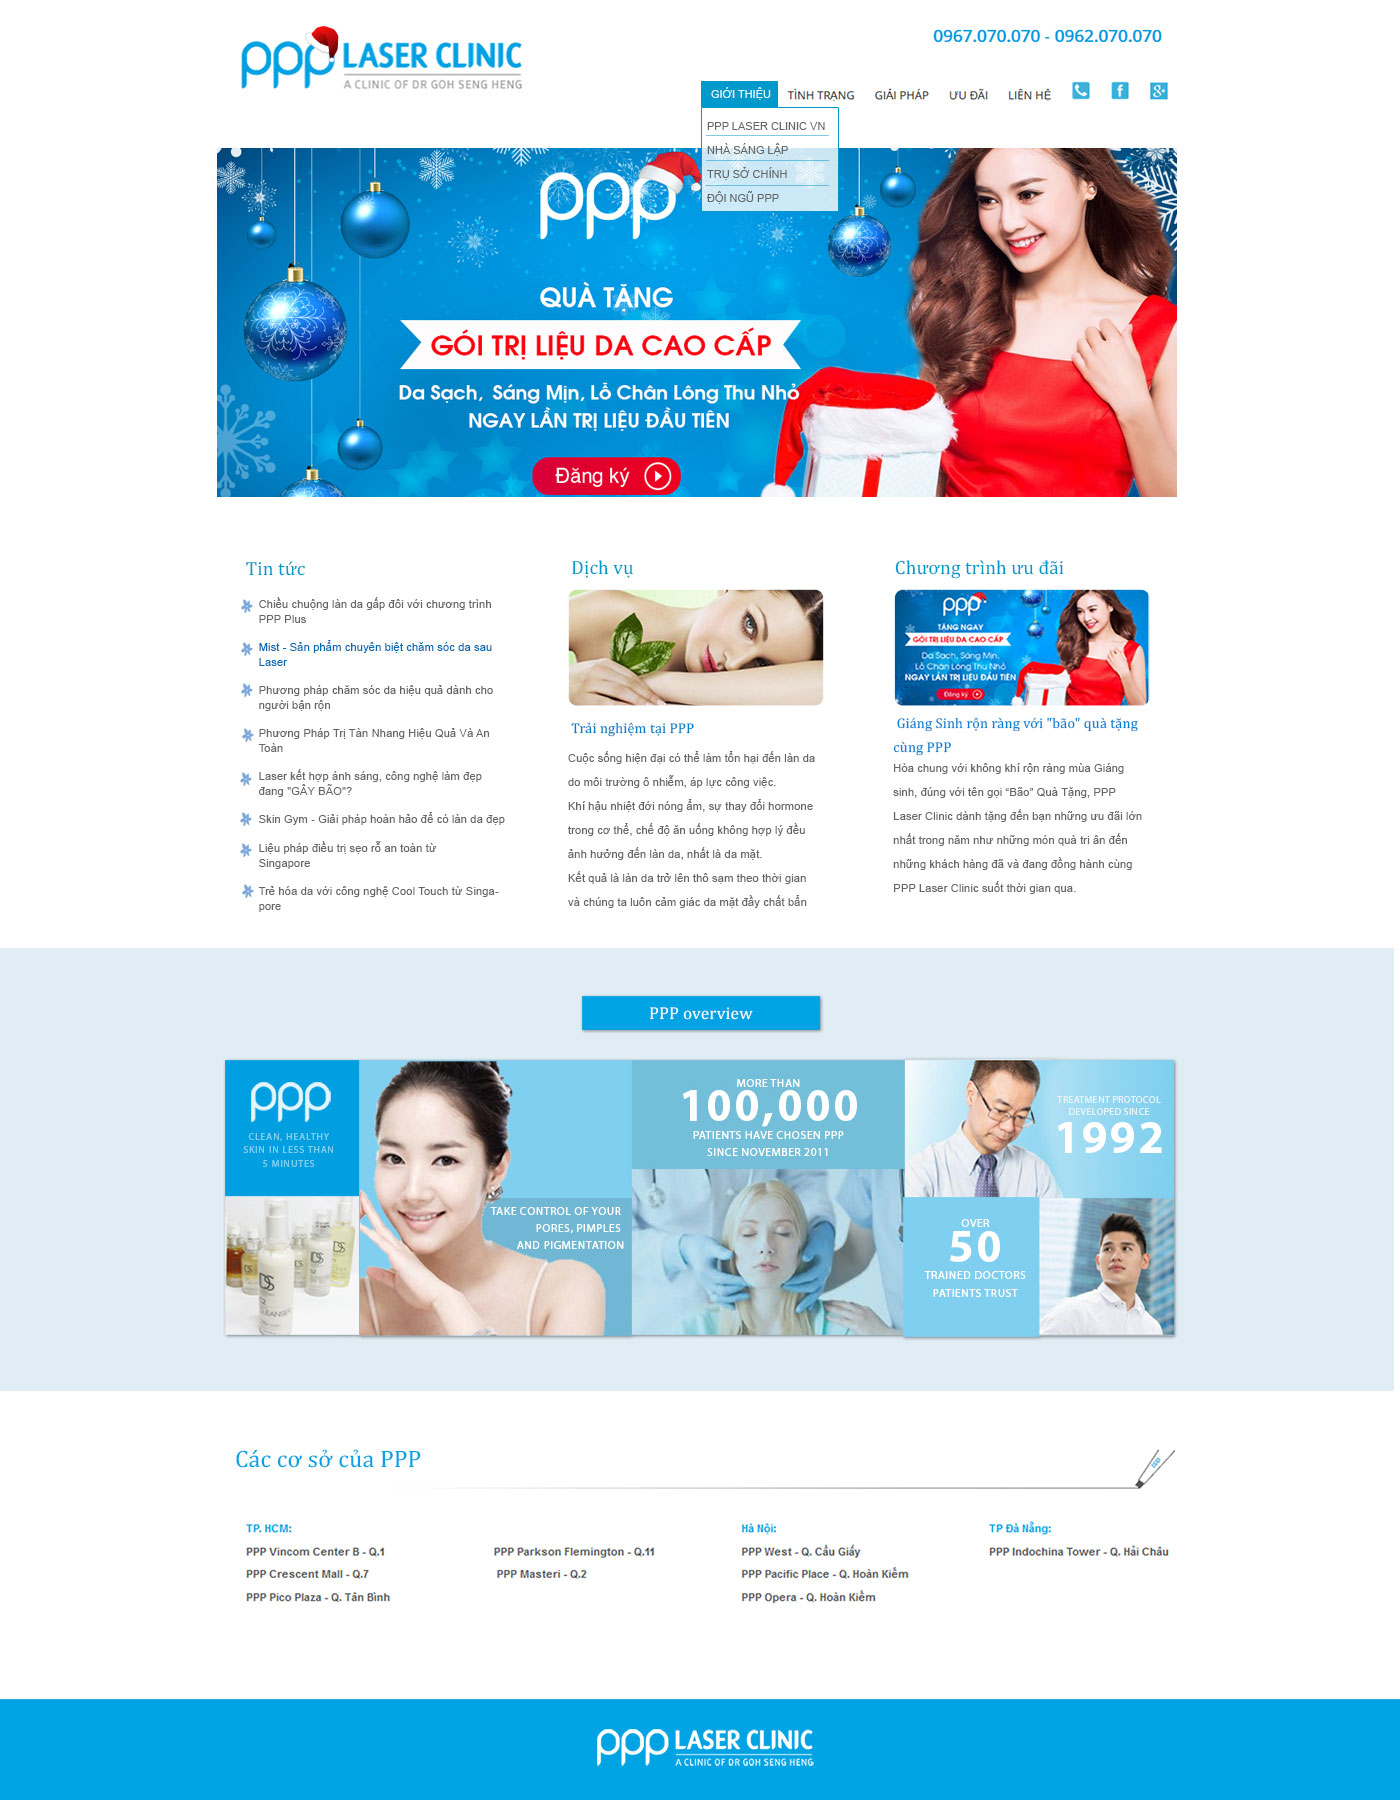 ppp LASER CLINIC
A CLINIC OF DR GOH SENG HENG
0967.070.070 - 0962.070.070
GIỚI THIỆU TÌNH TRẠNG GIẢI PHÁP ƯU ĐÃI LIÊN HỆ
PPP LASER CLINIC VN
NHÀ SÁNG LẬP
TRỤ SỞ CHÍNH
ĐỘI NGŨ PPP
ppp
QUÀ TẶNG
GÓI TRỊ LIỆU DA CAO CẤP
Da Sạch, Sáng Mịn, Lỗ Chân Lông Thu Nhỏ
NGAY LẦN TRỊ LIỆU ĐẦU TIÊN
Đăng ký
Tin tức
Chiều chuộng làn da gấp đôi với chương trình
PPP Plus
Mist - Sản phẩm chuyên biệt chăm sóc da sau
Laser
Phương pháp chăm sóc da hiệu quả dành cho
người bận rộn
Phương Pháp Trị Tàn Nhang Hiệu Quả Và An
Toàn
Laser kết hợp ánh sáng, công nghệ làm đẹp
đang "GÂY BÃO"?
Skin Gym - Giải pháp hoàn hảo để có làn da đẹp
Liệu pháp điều trị sẹo rỗ an toàn từ
Singapore
Trẻ hóa da với công nghệ Cool Touch từ Singa-
pore
Dịch vụ
Trải nghiệm tại PPP
Cuộc sống hiện đại có thể làm tổn hại đến làn da
do môi trường ô nhiễm, áp lực công việc.
Khí hậu nhiệt đới nóng ẩm, sự thay đổi hormone
trong cơ thể, chế độ ăn uống không hợp lý đều
ảnh hưởng đến làn da, nhất là da mặt.
Kết quả là làn da trở lên thô sạm theo thời gian
và chúng ta luôn cảm giác da mặt đầy chất bẩn
Chương trình ưu đãi
ppp
TẶNG NGAY
GÓI TRỊ LIỆU DA CAO CẤP
Da Sạch, Sáng Mịn,
Lỗ Chân Lông Thu Nhỏ
NGAY LẦN TRỊ LIỆU ĐẦU TIÊN
Đăng ký
Giáng Sinh rộn ràng với "bão" quà tặng
cùng PPP
Hòa chung với không khí rộn ràng mùa Giáng
sinh, đúng với tên gọi “Bão” Quà Tặng, PPP
Laser Clinic dành tặng đến bạn những ưu đãi lớn
nhất trong năm như những món quà tri ân đến
những khách hàng đã và đang đồng hành cùng
PPP Laser Clinic suốt thời gian qua.
PPP overview
ppp
CLEAN, HEALTHY
SKIN IN LESS THAN
5 MINUTES
TAKE CONTROL OF YOUR
PORES, PIMPLES
AND PIGMENTATION
MORE THAN
100,000
PATIENTS HAVE CHOSEN PPP
SINCE NOVEMBER 2011
TREATMENT PROTOCOL
DEVELOPED SINCE
1992
OVER
50
TRAINED DOCTORS
PATIENTS TRUST
Các cơ sở của PPP
TP. HCM:
PPP Vincom Center B - Q.1
PPP Crescent Mall - Q.7
PPP Pico Plaza - Q. Tân Bình
PPP Parkson Flemington - Q.11
PPP Masteri - Q.2
Hà Nội:
PPP West - Q. Cầu Giấy
PPP Pacific Place - Q. Hoàn Kiếm
PPP Opera - Q. Hoàn Kiếm
TP Đà Nẵng:
PPP Indochina Tower - Q. Hải Châu
ppp LASER CLINIC
A CLINIC OF DR GOH SENG HENG